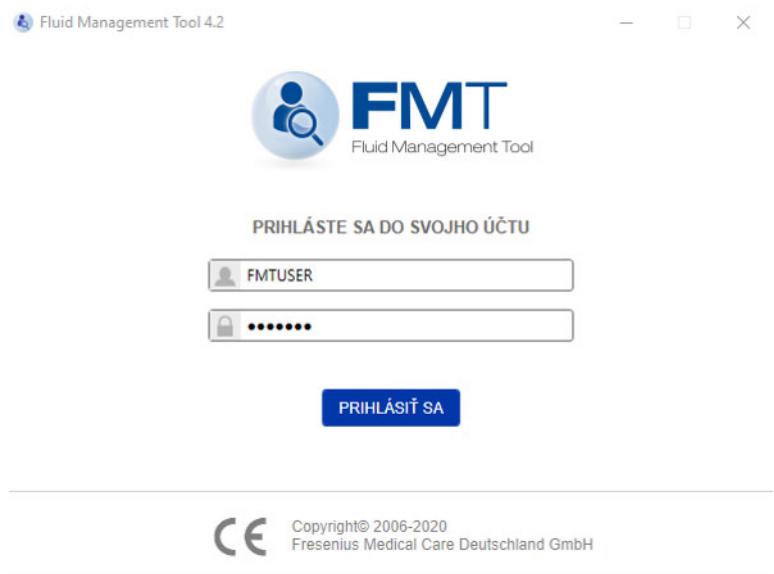 Fluid Management Tool 4.2
FMT
Fluid Management Tool
PRIHLÁSTE SA DO SVOJHO ÚČTU
FMTUSER
•••••••
PRIHLÁSIŤ SA
CE
Copyright© 2006-2020
Fresenius Medical Care Deutschland GmbH